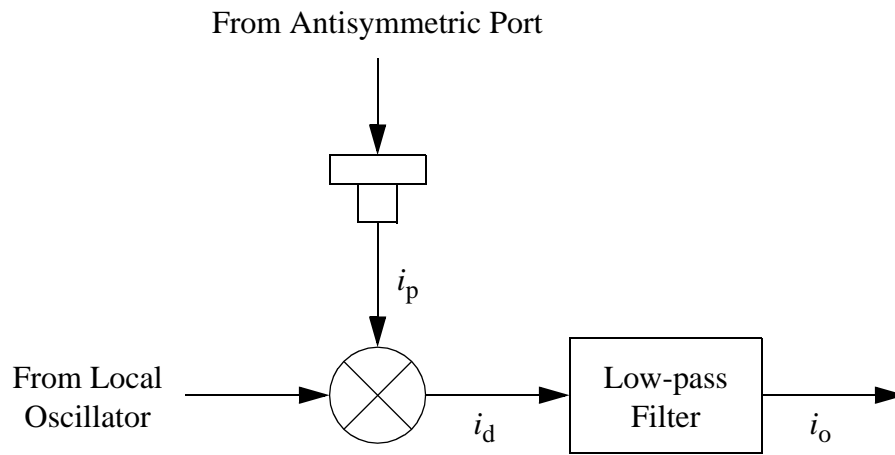 From Antisymmetric Port
i_p
From Local
Oscillator
i_d
Low-pass
Filter
i_o